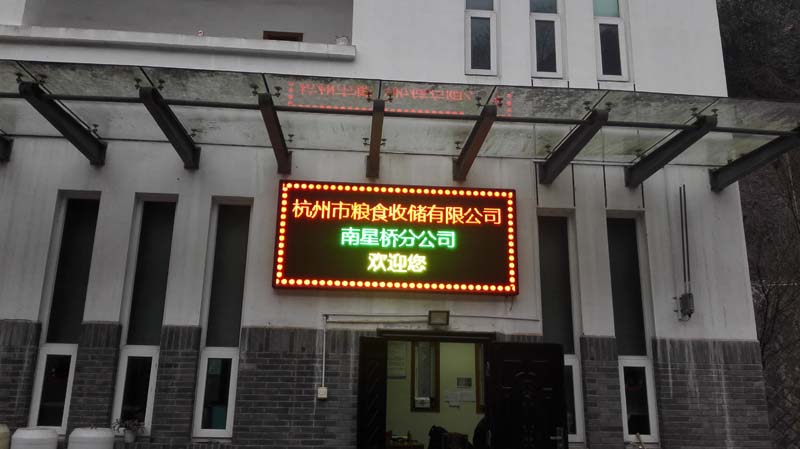 杭州市粮食收储有限公司
南星桥分公司
欢迎您